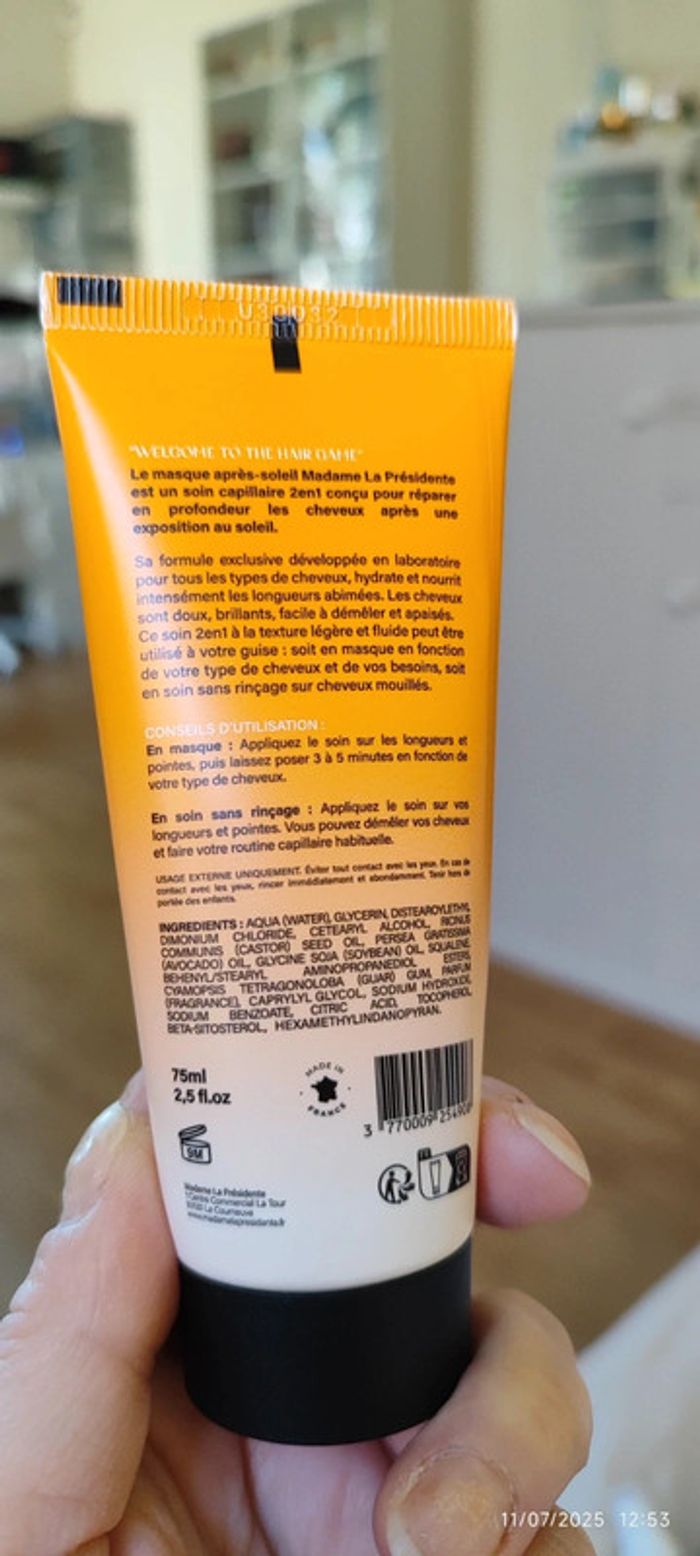 "WELCOME TO THE HAIR GAME"
Le masque après-soleil Madame La Présidente
est un soin capillaire 2en1 conçu pour réparer
en profondeur les cheveux après une
exposition au soleil.
Sa formule exclusive développée en laboratoire
pour tous les types de cheveux, hydrate et nourrit
intensément les longueurs abimées. Les cheveux
sont doux, brillants, facile à démêler et apaisés.
Ce soin 2en1 à la texture légère et fluide peut être
utilisé à votre guise : soit en masque en fonction
de votre type de cheveux et de vos besoins, soit
en soin sans rinçage sur cheveux mouillés.
CONSEILS D'UTILISATION :
En masque : Appliquez le soin sur les longueurs et
pointes, puis laissez poser 3 à 5 minutes en fonction de
votre type de cheveux.
En soin sans rinçage : Appliquez le soin sur vos
longueurs et pointes. Vous pouvez démêler vos cheveux
et faire votre routine capillaire habituelle.
USAGE EXTERNE UNIQUEMENT. Éviter tout contact avec les yeux. En cas de
contact avec les yeux, rincer immédiatement et abondamment. Tenir hors de
portée des enfants.
INGREDIENTS : AQUA (WATER), GLYCERIN, DISTEAROYLETHYL
DIMONIUM CHLORIDE, CETEARYL ALCOHOL, RICINUS
COMMUNIS (CASTOR) SEED OIL, PERSEA GRATISSIMA
(AVOCADO) OIL, GLYCINE SOJA (SOYBEAN) OIL, SQUALENE,
BEHENYL/STEARYL AMINOPROPANEDIOL ESTERS,
CYAMOPSIS TETRAGONOLOBA (GUAR) GUM, PARFUM
(FRAGRANCE), CAPRYLYL GLYCOL, SODIUM HYDROXIDE,
SODIUM BENZOATE, CITRIC ACID, TOCOPHEROL,
BETA-SITOSTEROL, HEXAMETHYLINDANOPYRAN.
75ml
2,5 fl.oz
MADE IN
FRANCE
3 770009 254908
9M
Madame La Présidente
1 Centre Commercial La Tour
La Courneuve
www.madamelapresidente.fr
11/07/2025 12:53